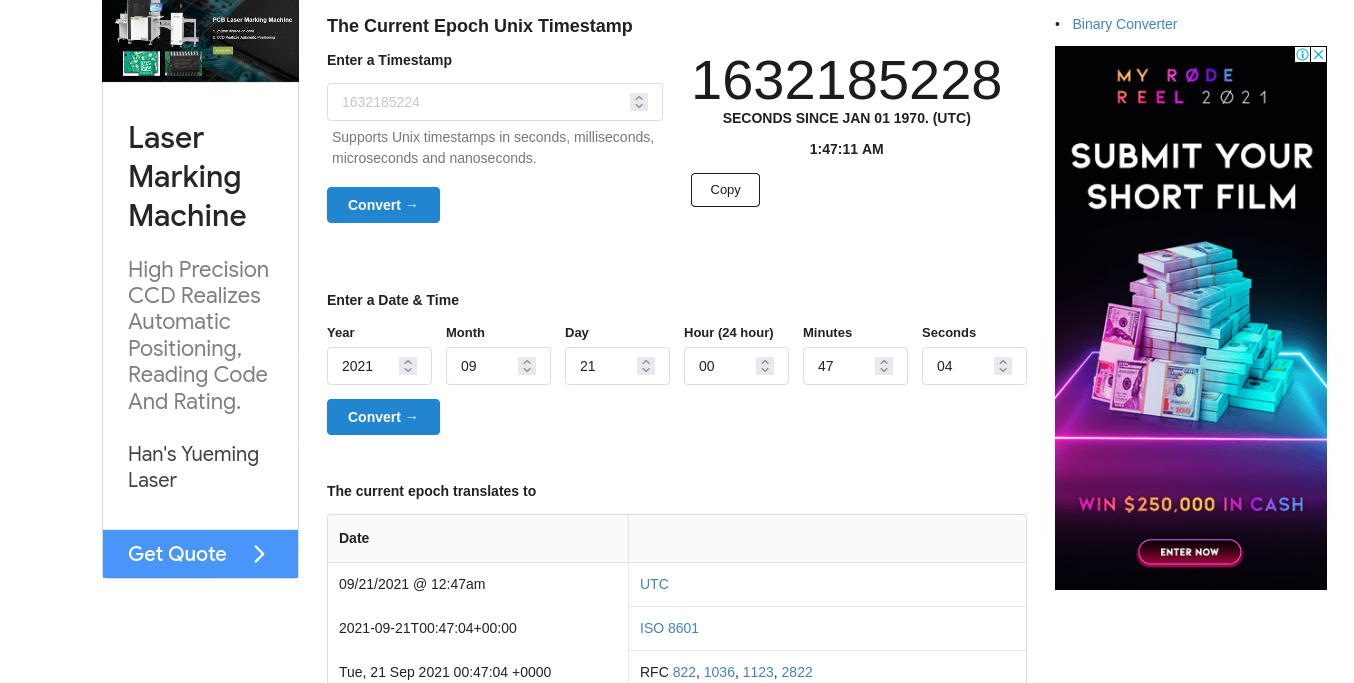 PCB Laser Marking Machine
Laser
Marking
Machine
High Precision
CCD Realizes
Automatic
Positioning,
Reading Code
And Rating.
Han's Yueming
Laser
Get Quote
The Current Epoch Unix Timestamp
Enter a Timestamp
1632185224
Supports Unix timestamps in seconds, milliseconds,
microseconds and nanoseconds.
Convert →
1632185228
SECONDS SINCE JAN 01 1970. (UTC)
1:47:11 AM
Copy
Enter a Date & Time
Year Month Day Hour (24 hour) Minutes Seconds
2021 09 21 00 47 04
Convert →
The current epoch translates to
Date
09/21/2021 @ 12:47am UTC
2021-09-21T00:47:04+00:00 ISO 8601
Tue, 21 Sep 2021 00:47:04 +0000 RFC 822, 1036, 1123, 2822
• Binary Converter
MY RØDE
REEL 2Ø21
SUBMIT YOUR
SHORT FILM
WIN $250,000 IN CASH
ENTER NOW